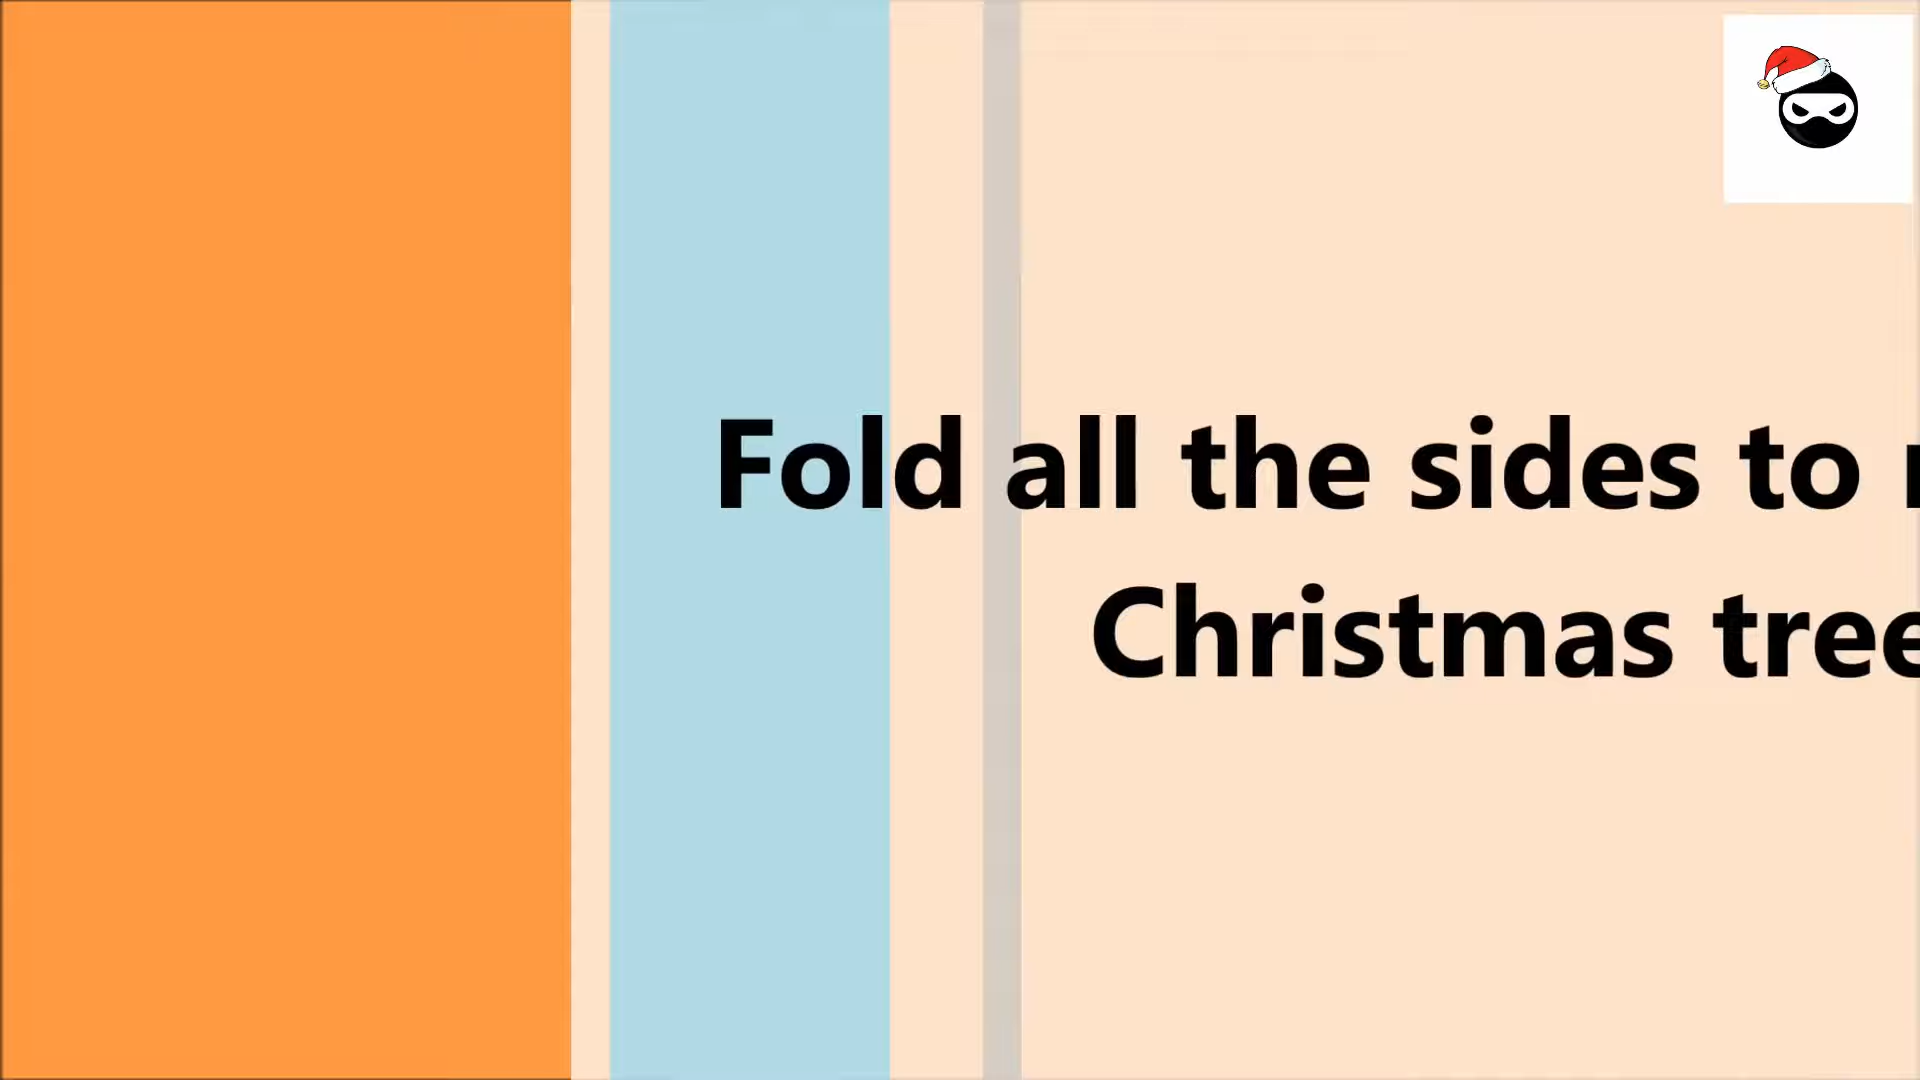 Fold all the sides to
Christmas tree